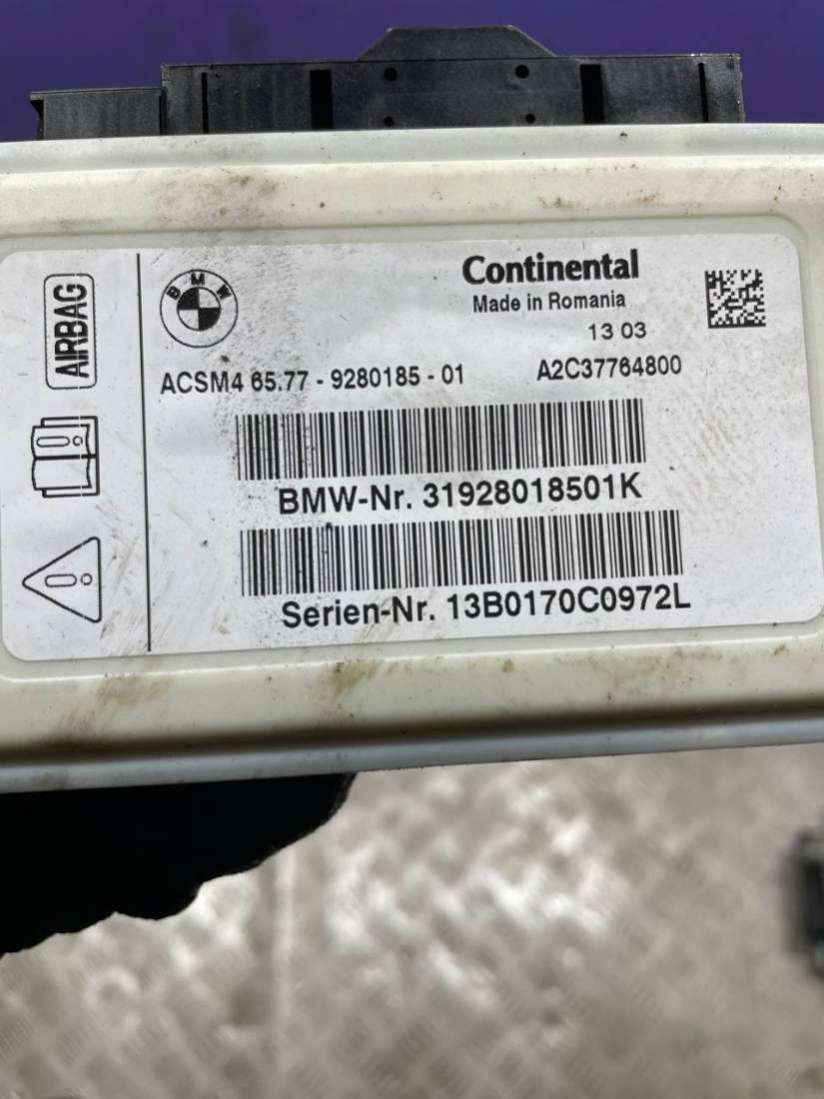 AIRBAG
BMW
Continental
Made in Romania
13 03
ACSM4 65.77 - 9280185 - 01 A2C37764800
BMW-Nr. 31928018501K
Serien-Nr. 13B0170C0972L